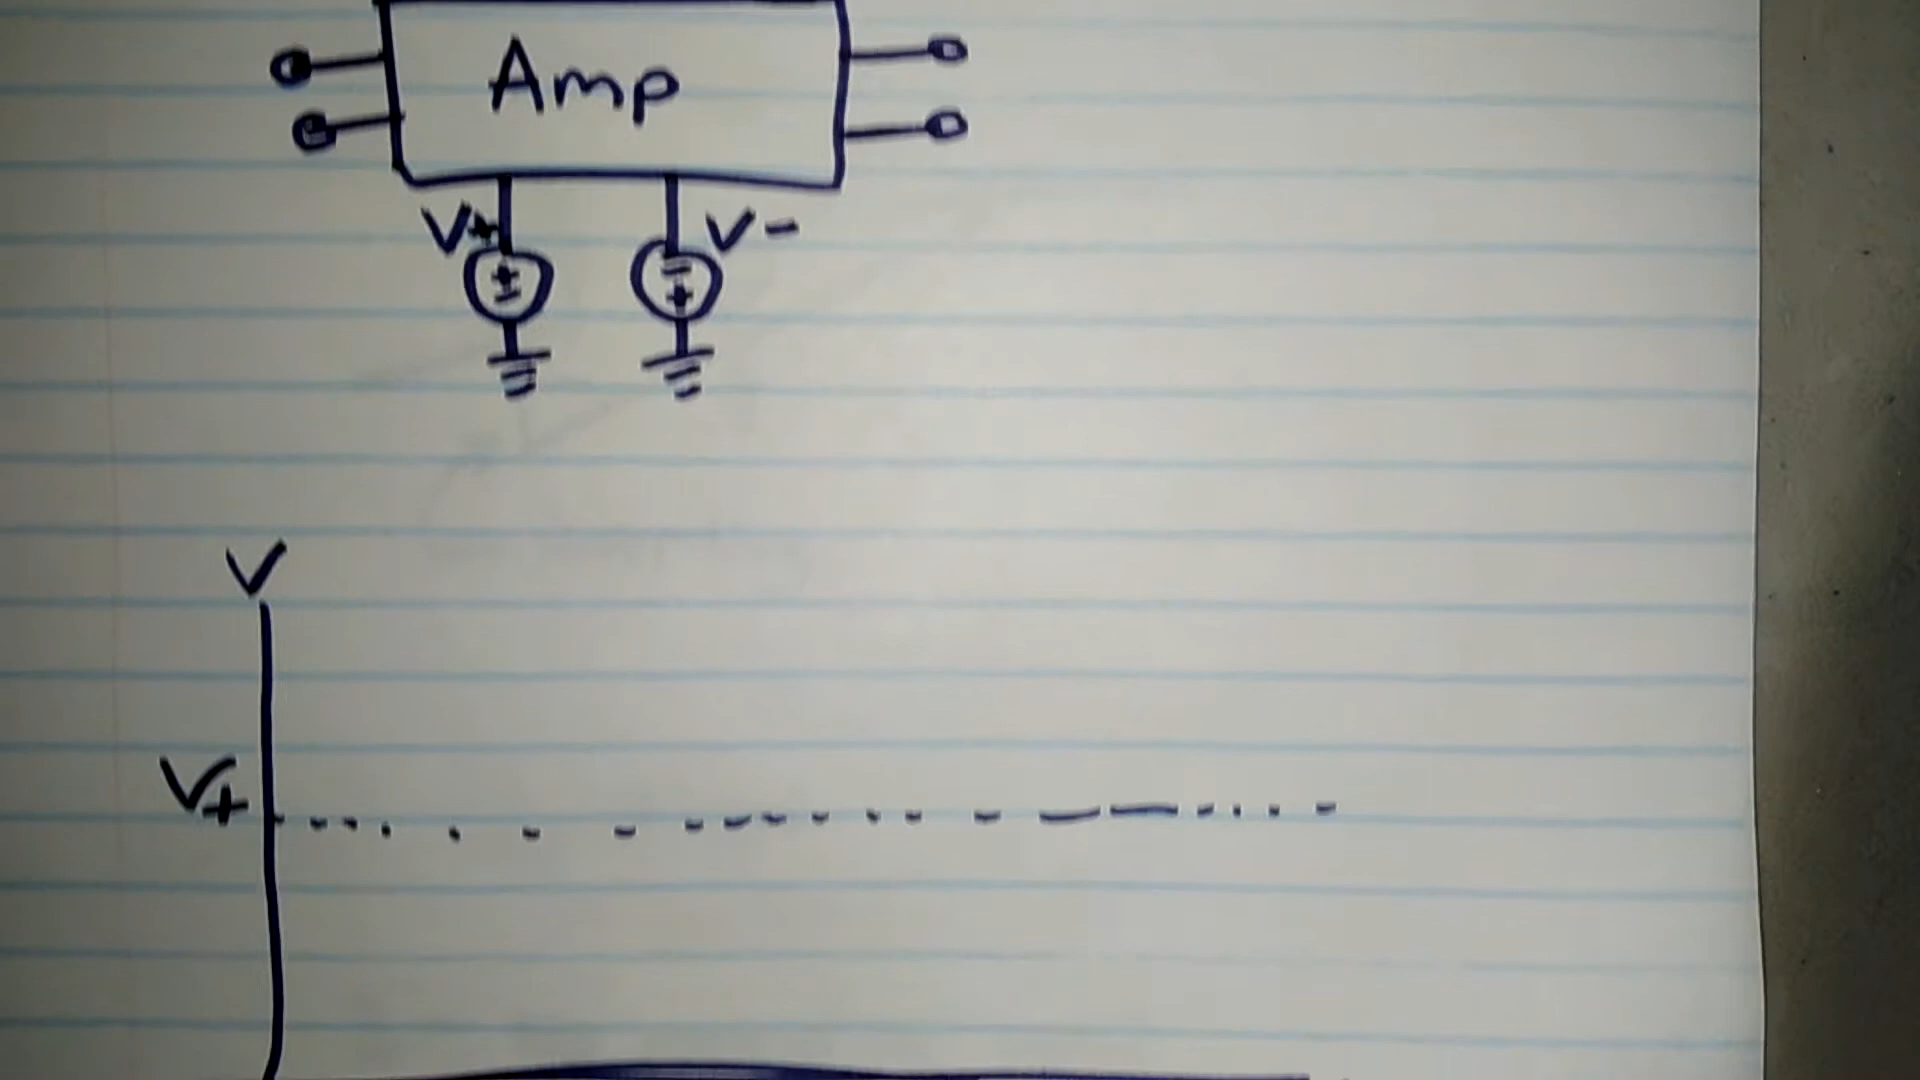 Amp
V+ V-
+ -
- +
V
V+